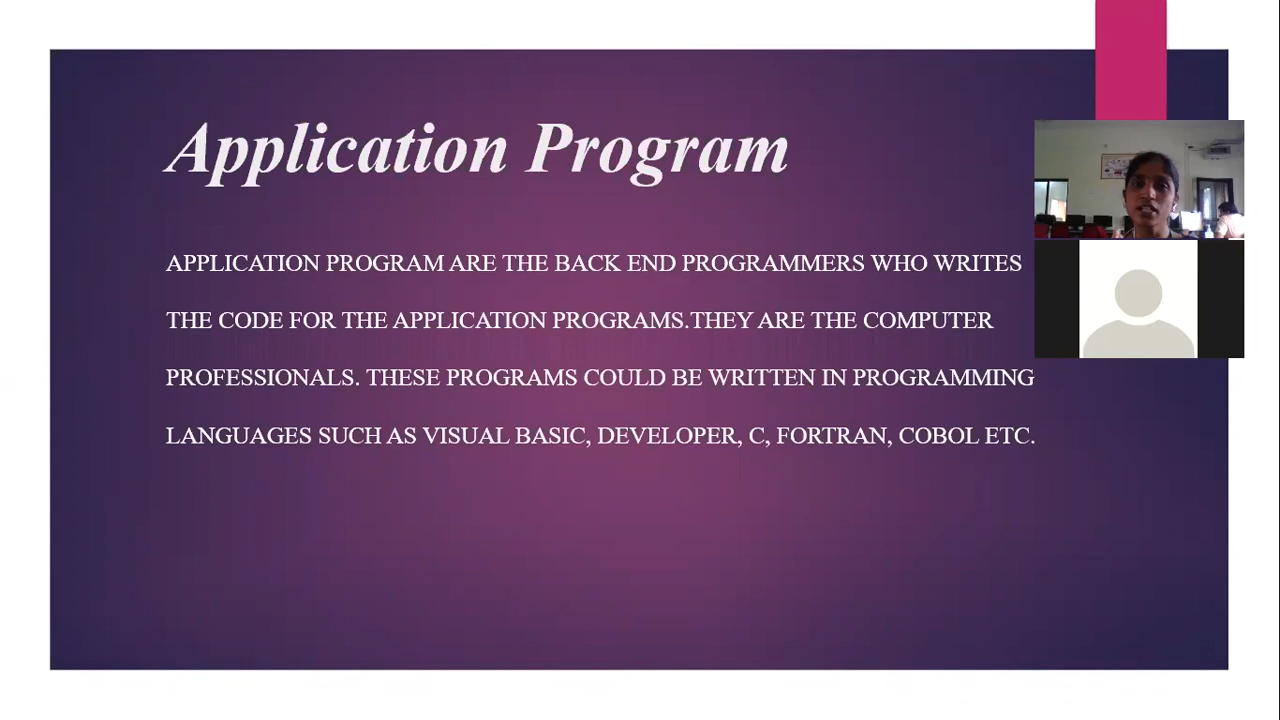 Application Program
APPLICATION PROGRAM ARE THE BACK END PROGRAMMERS WHO WRITES
THE CODE FOR THE APPLICATION PROGRAMS.THEY ARE THE COMPUTER
PROFESSIONALS. THESE PROGRAMS COULD BE WRITTEN IN PROGRAMMING
LANGUAGES SUCH AS VISUAL BASIC, DEVELOPER, C, FORTRAN, COBOL ETC.